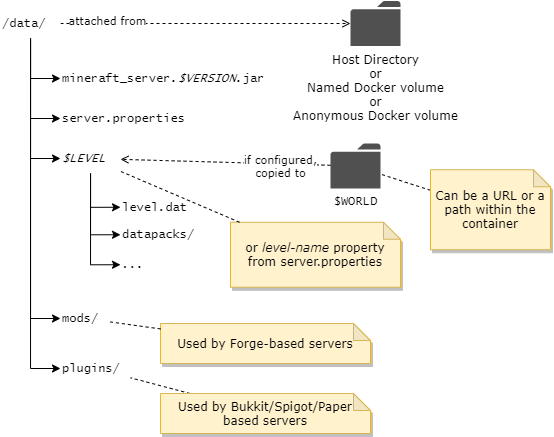 /data/
attached from
Host Directory
or
Named Docker volume
or
Anonymous Docker volume
mineraft_server.$VERSION.jar
server.properties
$LEVEL
if configured,
copied to
$WORLD
Can be a URL or a
path within the
container
level.dat
datapacks/
...
or level-name property
from server.properties
mods/
Used by Forge-based servers
plugins/
Used by Bukkit/Spigot/Paper
based servers